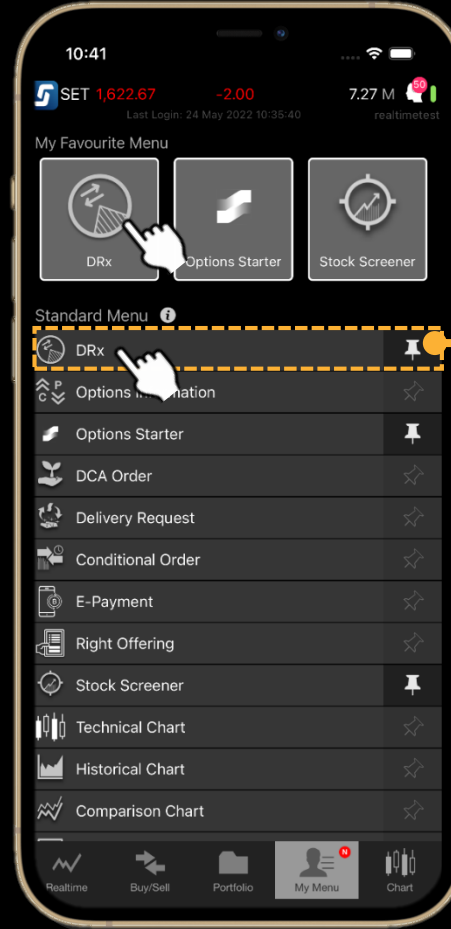 10:41
SET 1,622.67 -2.00 7.27 M 50
Last Login: 24 May 2022 10:35:40 realtimetest
My Favourite Menu
DRx Options Starter Stock Screener
Standard Menu
DRx
Options
Options Starter
DCA Order
Delivery Request
Conditional Order
E-Payment
Right Offering
Stock Screener
Technical Chart
Historical Chart
Comparison Chart
N
Realtime Buy/Sell Portfolio My Menu Chart